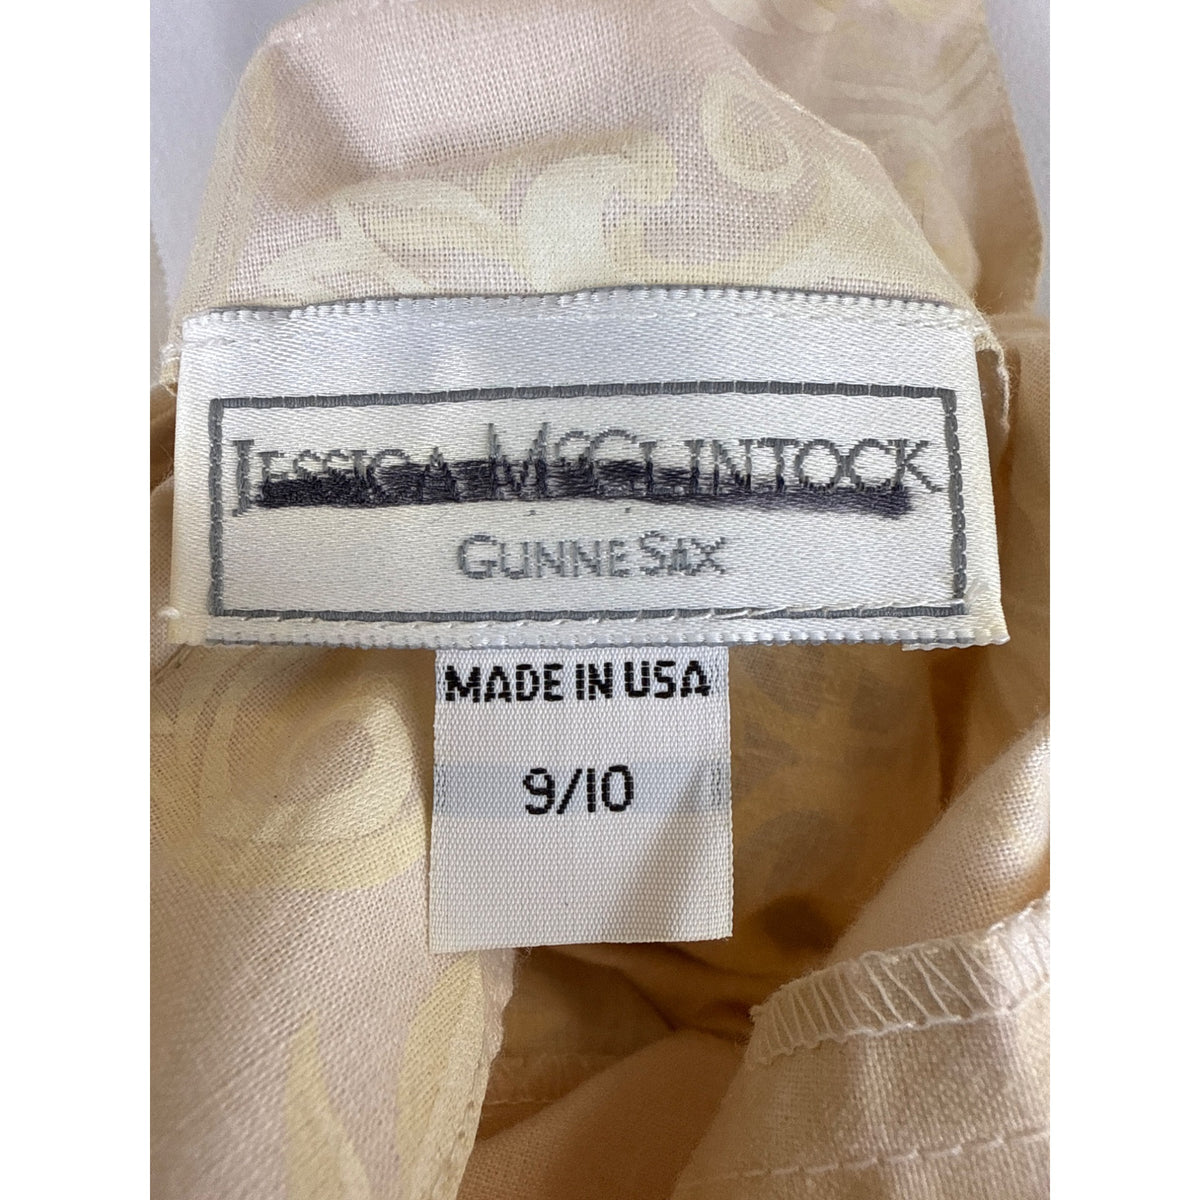 JESSICA MCCLINTOCK
GUNNE SAX
MADE IN USA
9/10